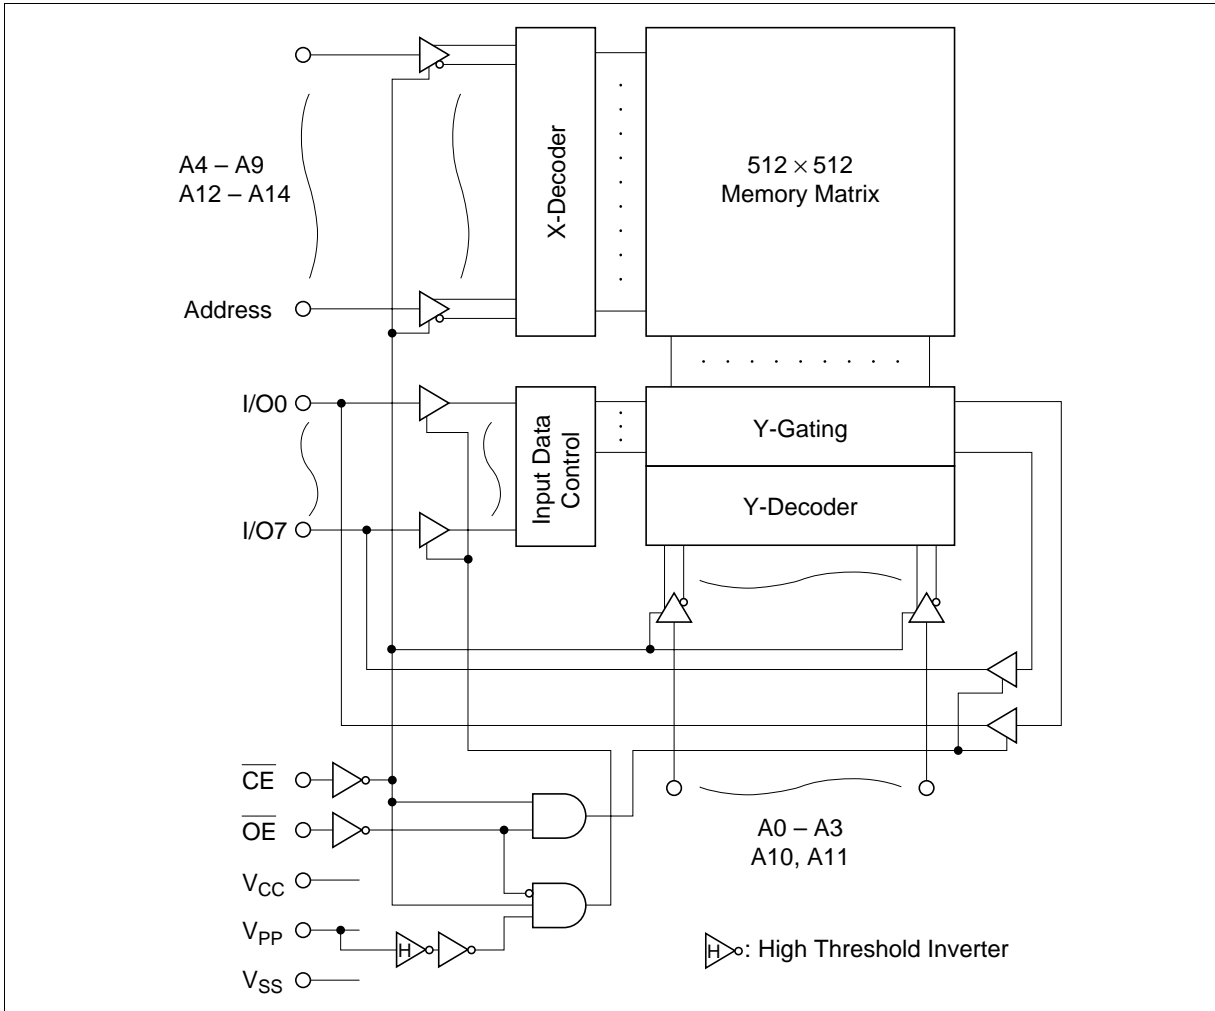 A4 – A9
A12 – A14
Address
X-Decoder
512 × 512
Memory Matrix
I/O0
I/O7
Input Data
Control
Y-Gating
Y-Decoder
CE
OE
VCC
VPP
VSS
A0 – A3
A10, A11
H
H
: High Threshold Inverter